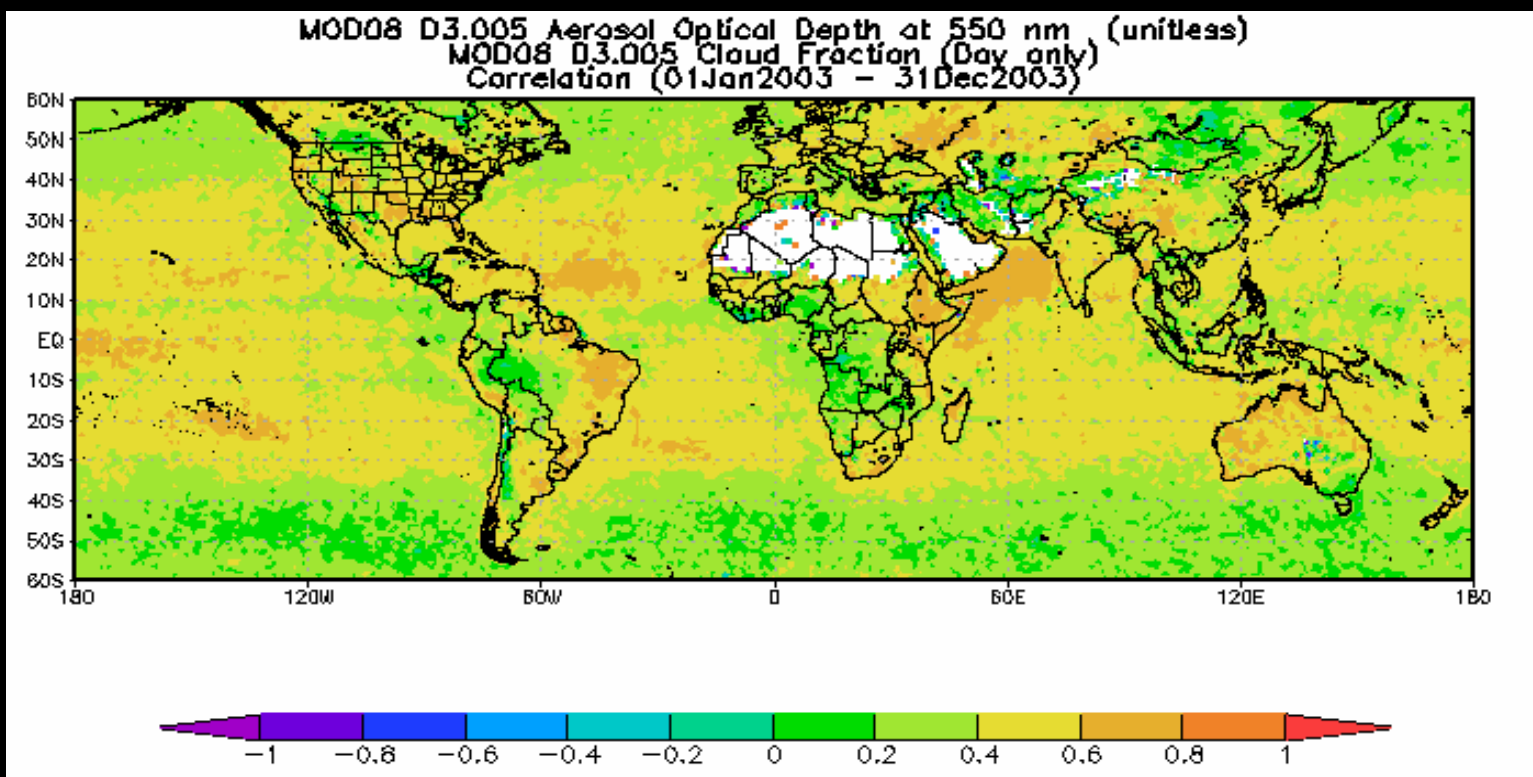 MOD08 D3.005 Aerosol Optical Depth at 550 nm (unitless)
MOD08 D3.005 Cloud Fraction (Day only)
Correlation (01Jan2003 - 31Dec2003)
60N
50N
40N
30N
20N
10N
EQ
10S
20S
30S
40S
50S
60S
180 120W 60W 0 60E 120E 180
-1 -0.8 -0.6 -0.4 -0.2 0 0.2 0.4 0.6 0.8 1